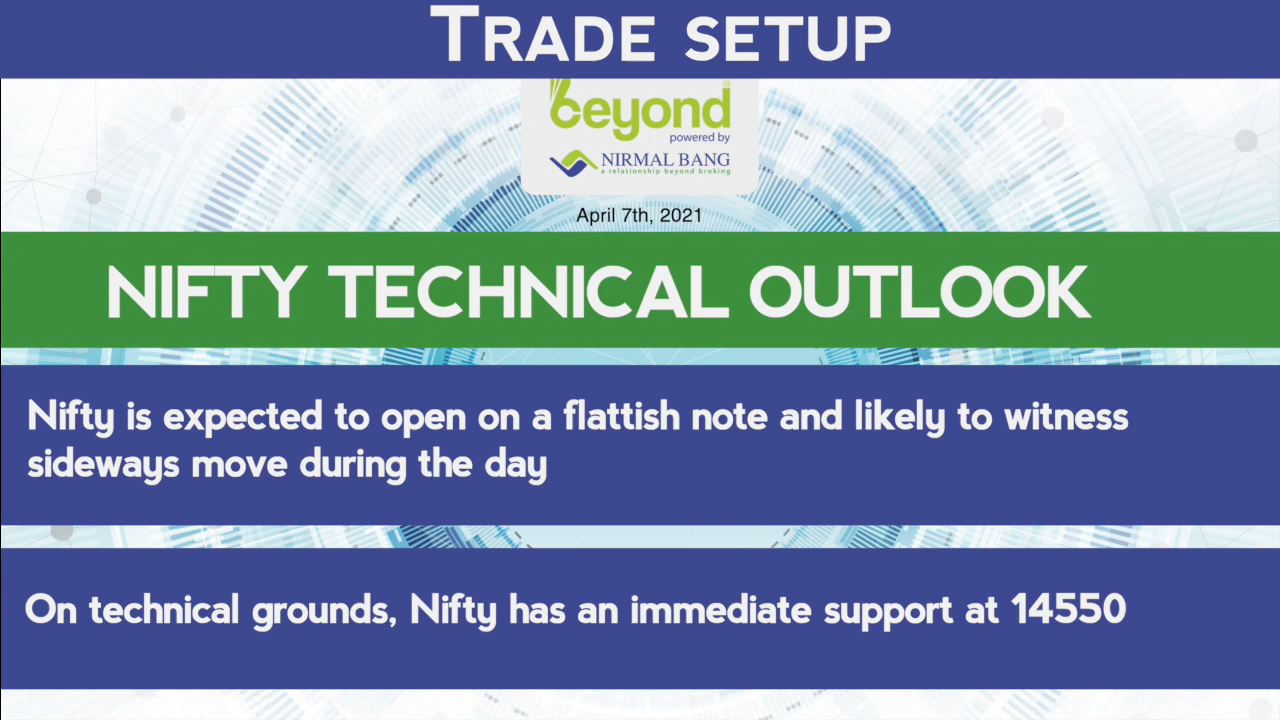 TRADE SETUP
beyond
powered by
NIRMAL BANG
a relationship beyond broking
April 7th, 2021
NIFTY TECHNICAL OUTLOOK
Nifty is expected to open on a flattish note and likely to witness
sideways move during the day
On technical grounds, Nifty has an immediate support at 14550